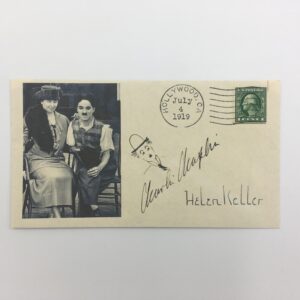 HOLLYWOOD, CA
July
4
1919
Charlie Chaplin
Helen Keller